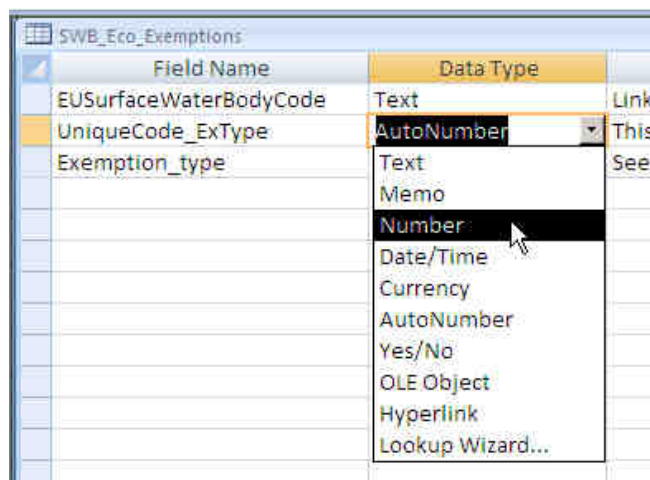 SWB_Eco_Exemptions
Field Name Data Type
EUSurfaceWaterBodyCode Text Link
UniqueCode_ExType AutoNumber This
Exemption_type Text See
Memo
Number
Date/Time
Currency
AutoNumber
Yes/No
OLE Object
Hyperlink
Lookup Wizard...